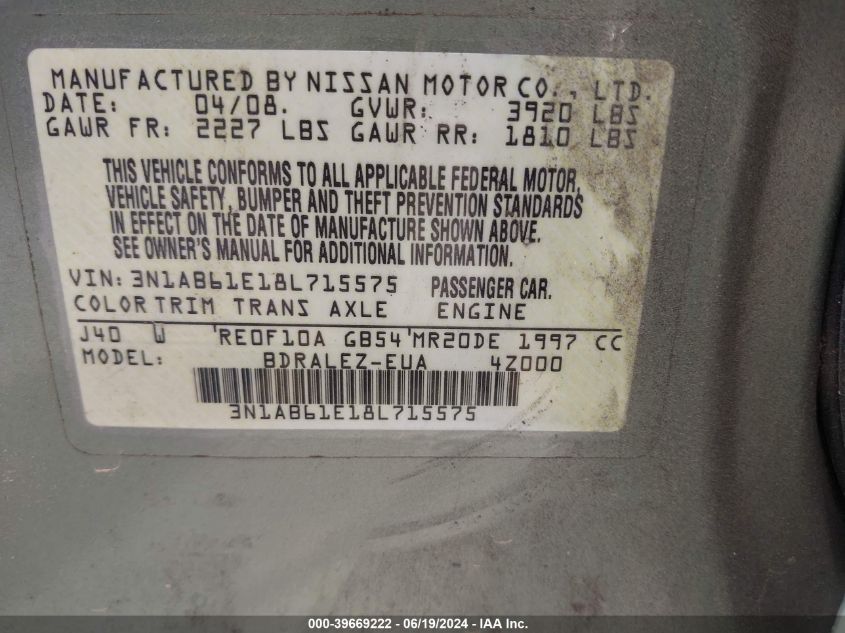 MANUFACTURED BY NISSAN MOTOR CO., LTD.
DATE: 04/08. GVWR: 3920 LBS
GAWR FR: 2227 LBS GAWR RR: 1810 LBS
THIS VEHICLE CONFORMS TO ALL APPLICABLE FEDERAL MOTOR,
VEHICLE SAFETY, BUMPER AND THEFT PREVENTION STANDARDS
IN EFFECT ON THE DATE OF MANUFACTURE SHOWN ABOVE.
SEE OWNER'S MANUAL FOR ADDITIONAL INFORMATION.
VIN: 3N1AB61E18L715575 PASSENGER CAR.
COLOR TRIM TRANS AXLE ENGINE
J40 W 'RE0F10A GB54'MR20DE 1997 CC
MODEL: BDRALEZ-EUA 4Z000
3N1AB61E18L715575
000-39669222 - 06/19/2024 - IAA Inc.